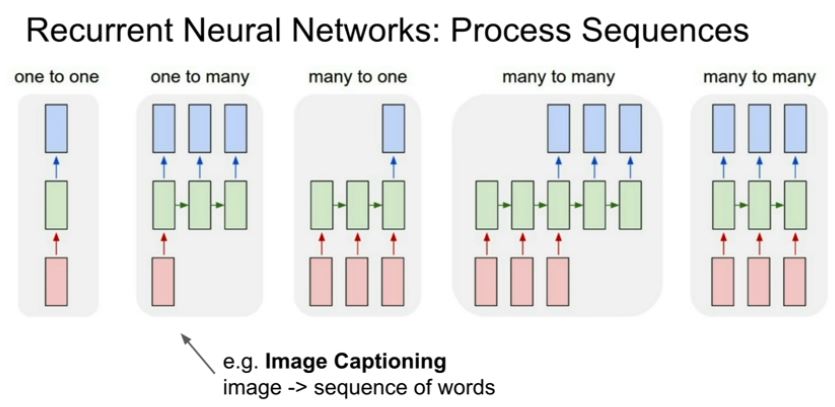 Recurrent Neural Networks: Process Sequences
one to one
one to many
many to one
many to many
many to many
e.g. Image Captioning
image -> sequence of words